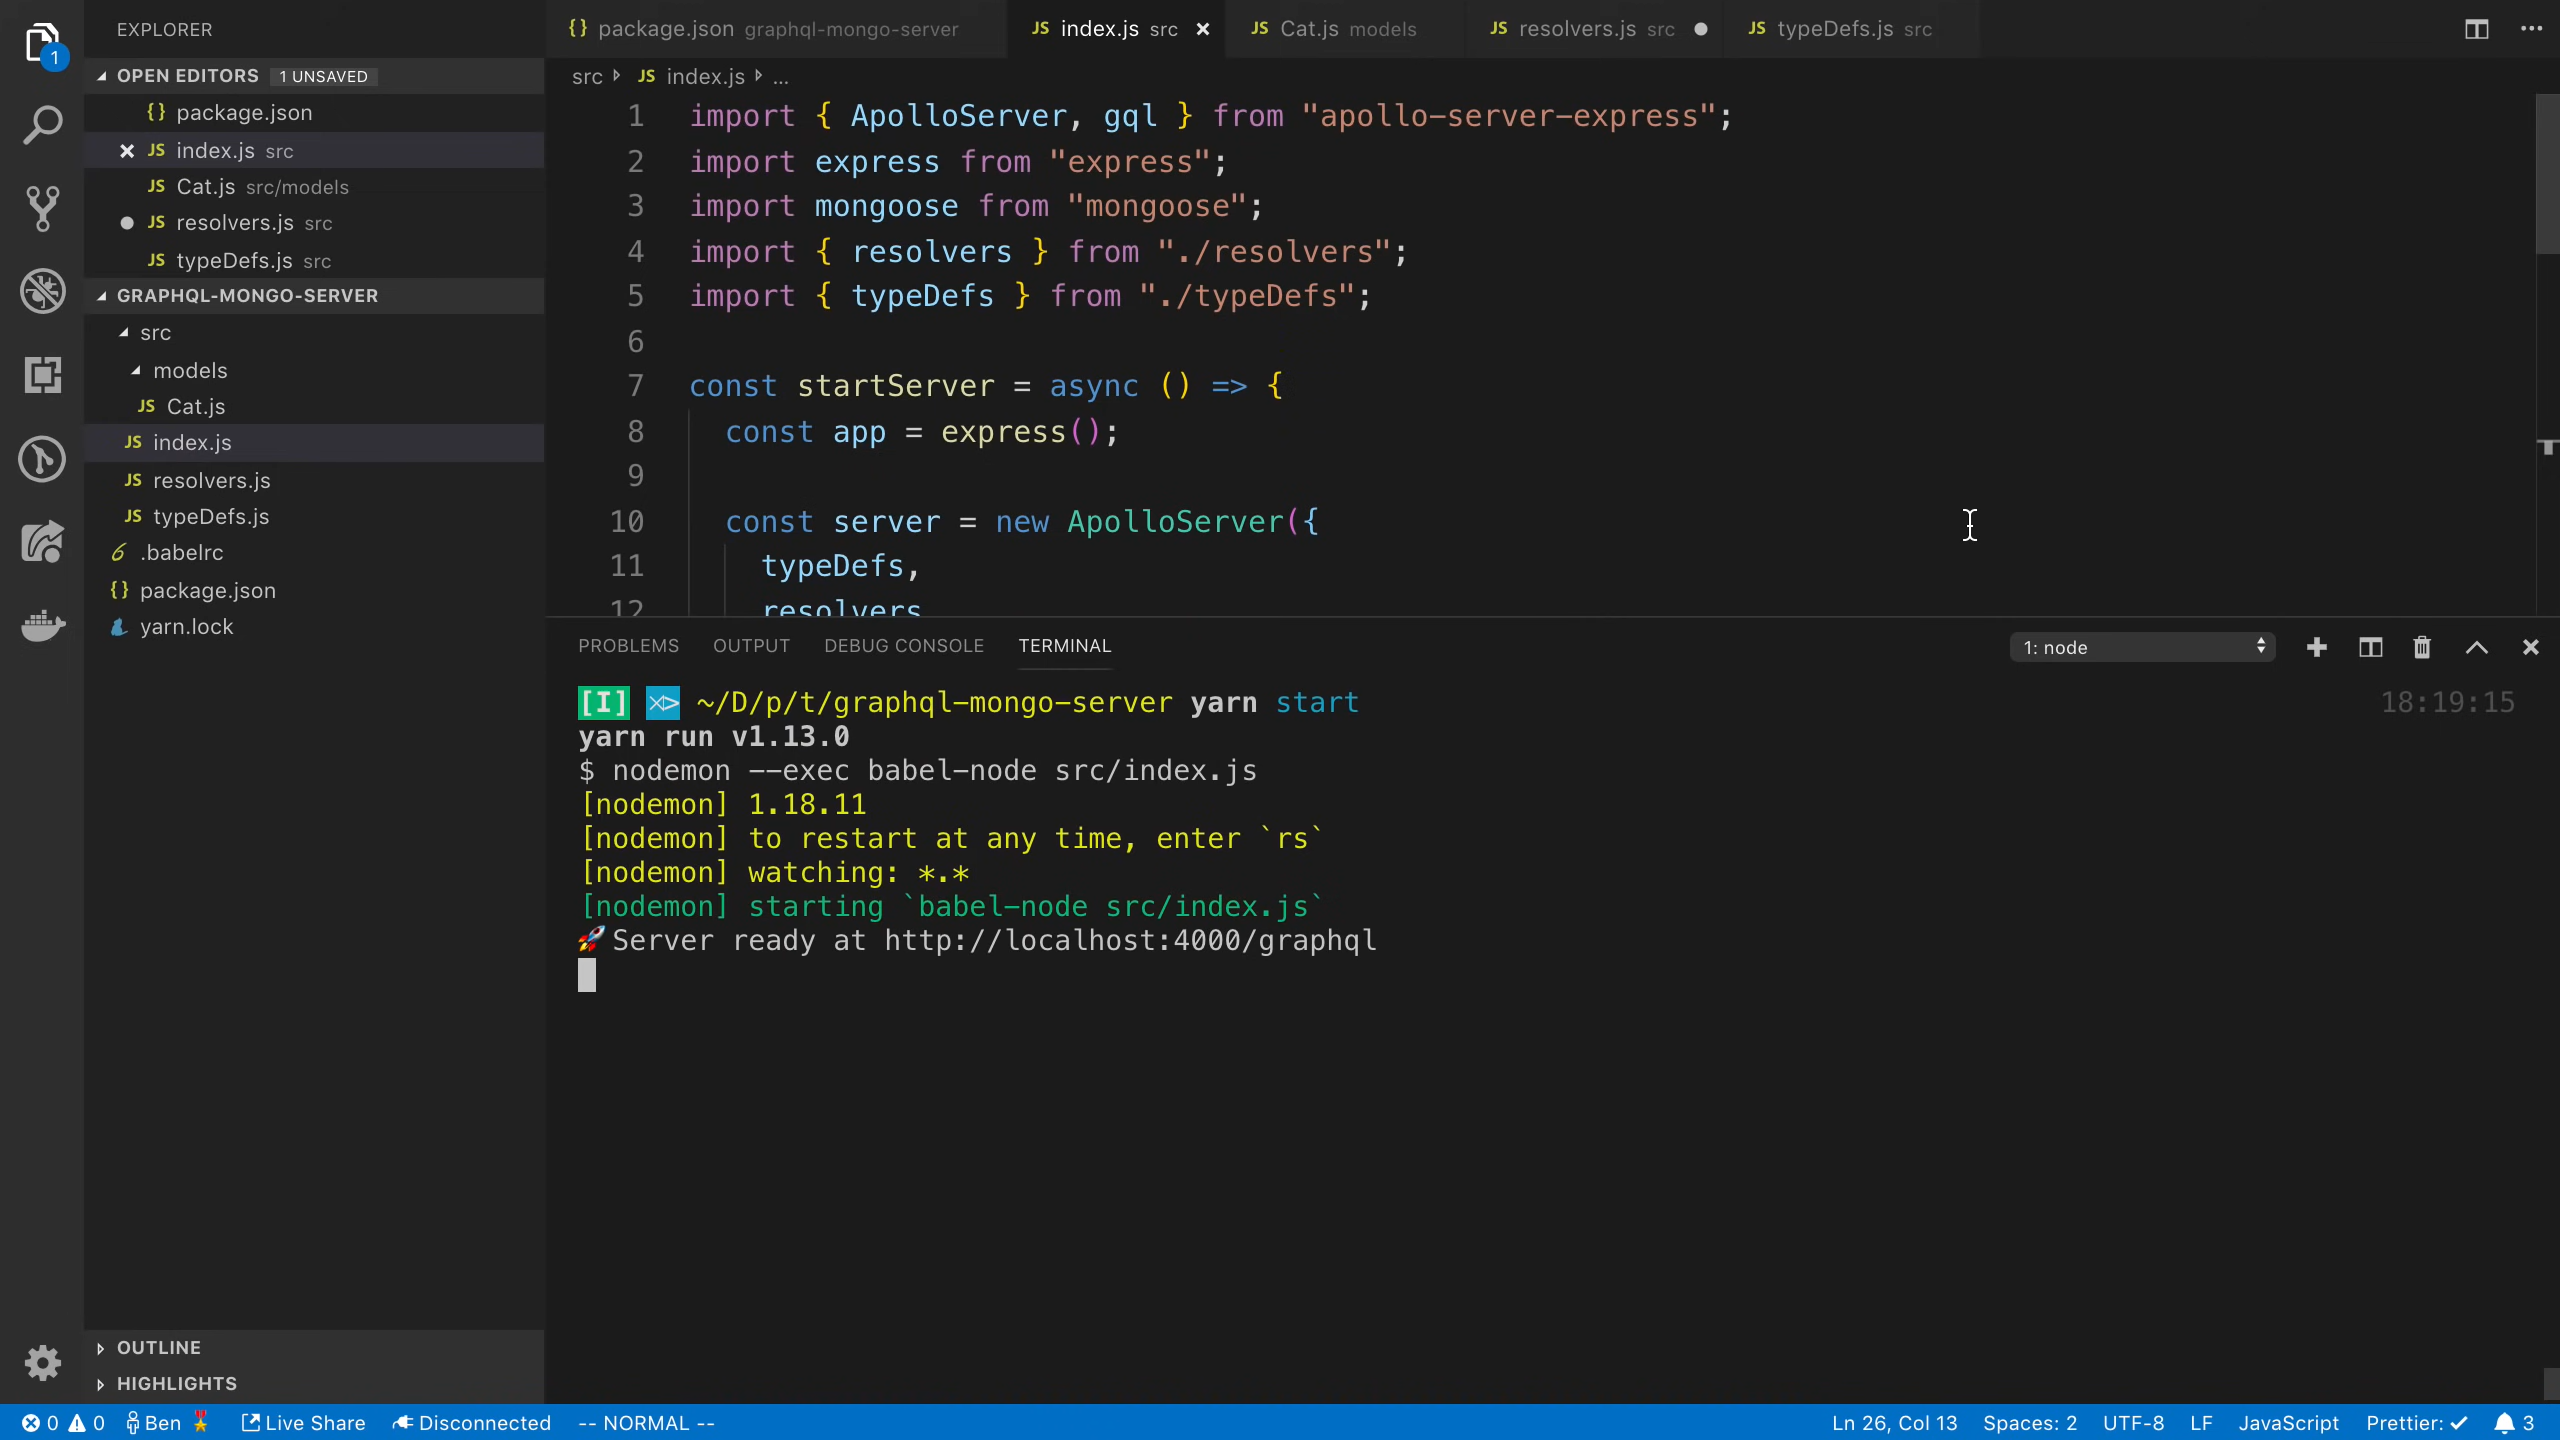 EXPLORER
OPEN EDITORS 1 UNSAVED
{} package.json
JS index.js src
JS Cat.js src/models
JS resolvers.js src
JS typeDefs.js src
GRAPHQL-MONGO-SERVER
src
models
JS Cat.js
JS index.js
JS resolvers.js
JS typeDefs.js
.babelrc
{} package.json
yarn.lock
OUTLINE
HIGHLIGHTS
1
{} package.json graphql-mongo-server
JS index.js src
JS Cat.js models
JS resolvers.js src
JS typeDefs.js src
src JS index.js ...
1 import { ApolloServer, gql } from "apollo-server-express";
2 import express from "express";
3 import mongoose from "mongoose";
4 import { resolvers } from "./resolvers";
5 import { typeDefs } from "./typeDefs";
6
7 const startServer = async () => {
8 const app = express();
9
10 const server = new ApolloServer({
11 typeDefs,
12 resolvers
PROBLEMS OUTPUT DEBUG CONSOLE TERMINAL 1: node
[I] ~/D/p/t/graphql-mongo-server yarn start 18:19:15
yarn run v1.13.0
$ nodemon --exec babel-node src/index.js
[nodemon] 1.18.11
[nodemon] to restart at any time, enter `rs`
[nodemon] watching: *.*
[nodemon] starting `babel-node src/index.js`
🚀 Server ready at http://localhost:4000/graphql
0 0 Ben Live Share Disconnected -- NORMAL -- Ln 26, Col 13 Spaces: 2 UTF-8 LF JavaScript Prettier: ✓ 3